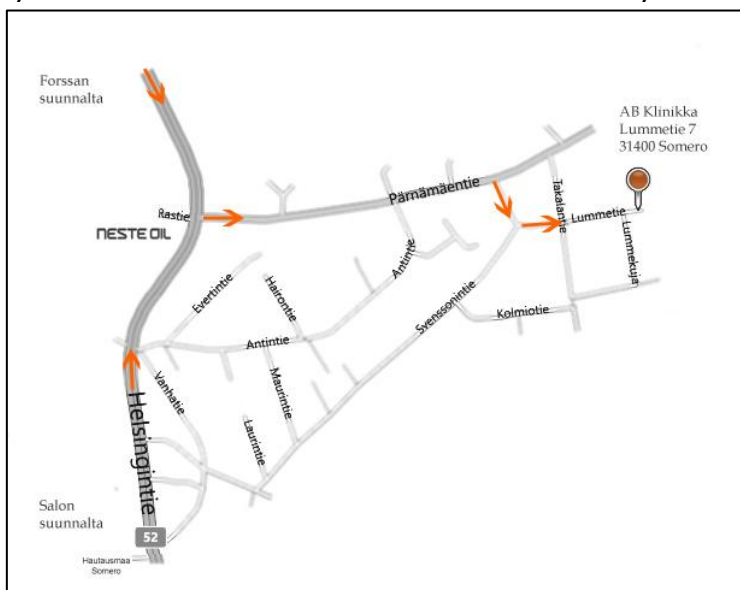 Forssan
suunnalta
AB Klinikka
Lummetie 7
31400 Somero
Pärnämäentie
Rastie
NESTE OIL
Takalantie
Lummetie
Lummekuja
Antintie
Evertintie
Hairontie
Svenssonintie
Kolmiotie
Antintie
Vanhatie
Maurintie
Laurintie
Helsingintie
Salon
suunnalta
52
Hautausmaa
Somero